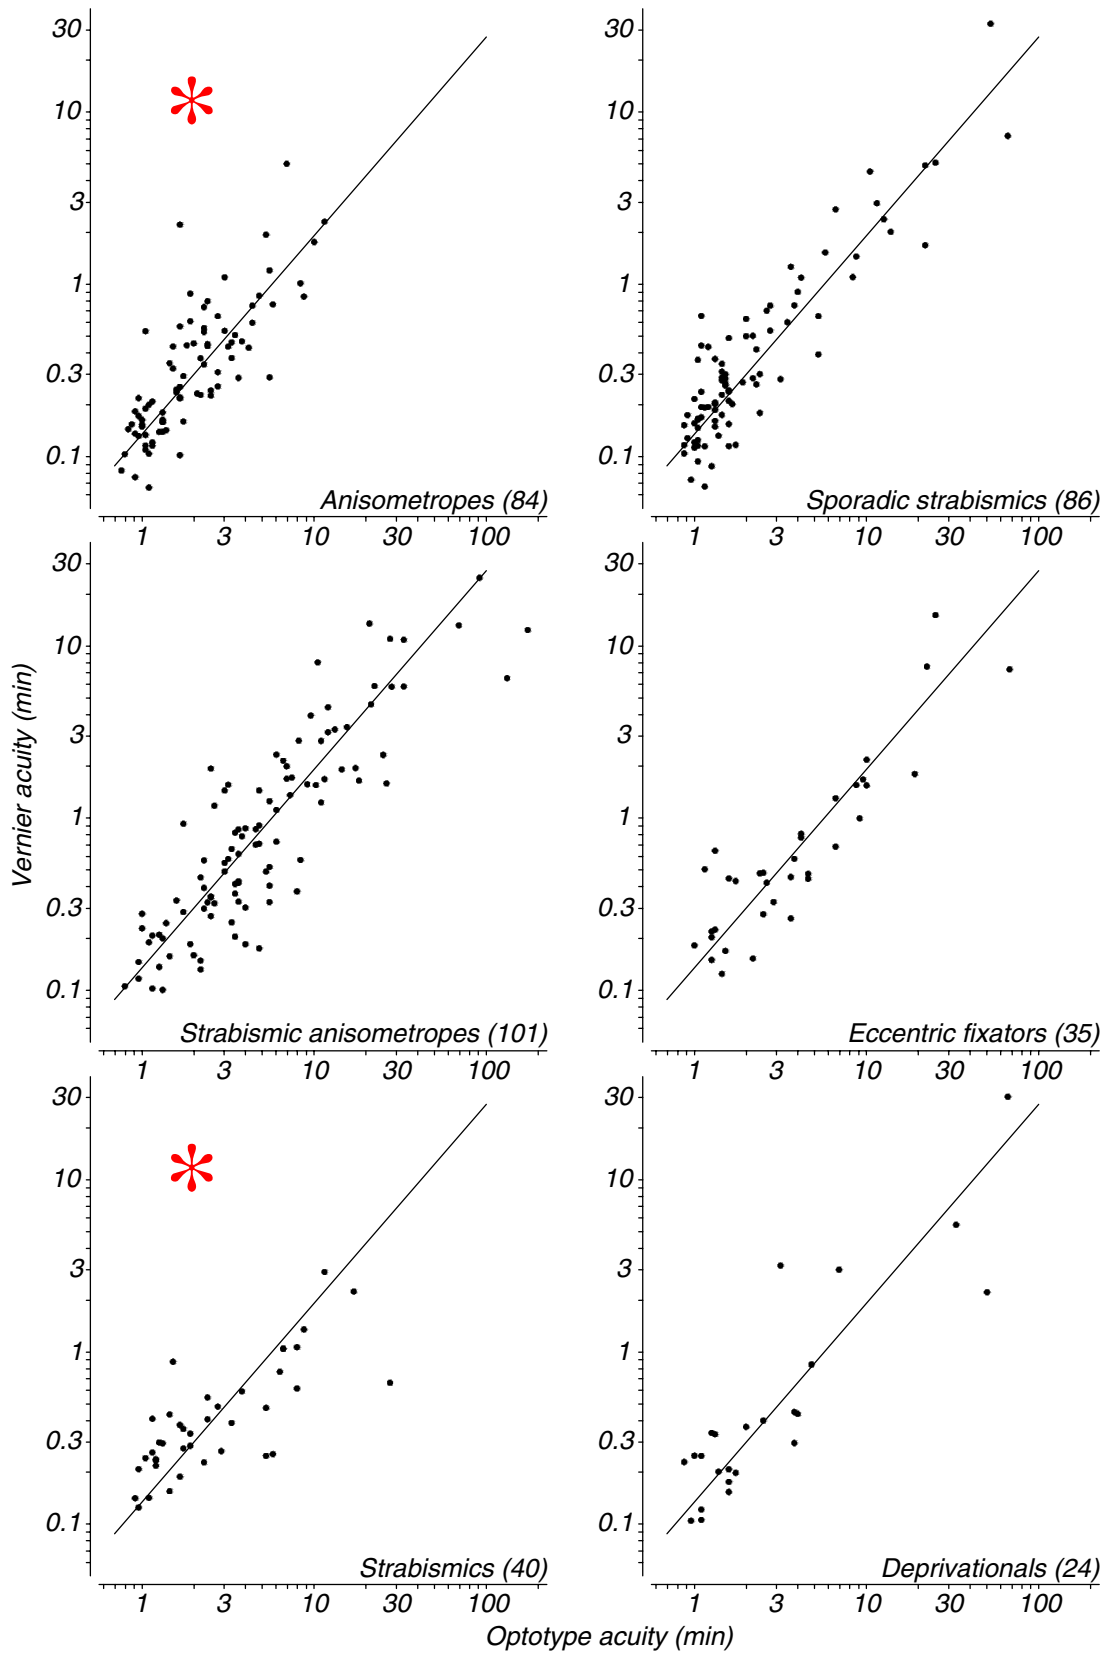 30
10
3
1
0.3
0.1
Anisometropes (84)
1 3 10 30 100
30
10
3
1
0.3
0.1
Sporadic strabismics (86)
1 3 10 30 100
Vernier acuity (min)
30
10
3
1
0.3
0.1
Strabismic anisometropes (101)
1 3 10 30 100
30
10
3
1
0.3
0.1
Eccentric fixators (35)
1 3 10 30 100
30
10
3
1
0.3
0.1
Strabismics (40)
1 3 10 30 100
30
10
3
1
0.3
0.1
Deprivationals (24)
1 3 10 30 100
Optotype acuity (min)